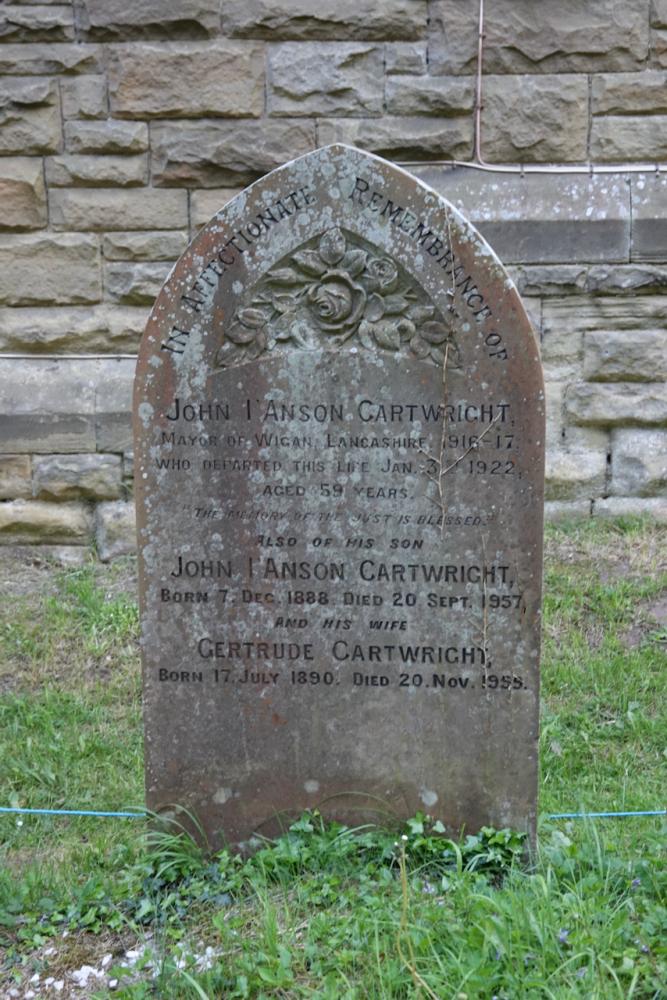 IN AFFECTIONATE REMEMBRANCE OF
JOHN I'ANSON CARTWRIGHT,
MAYOR OF WIGAN, LANCASHIRE, 1916-17.
WHO DEPARTED THIS LIFE JAN. 3, 1922,
AGED 59 YEARS.
"THE MEMORY OF THE JUST IS BLESSED."
ALSO OF HIS SON
JOHN I'ANSON CARTWRIGHT,
BORN 7. DEC. 1888. DIED 20 SEPT. 1957,
AND HIS WIFE
GERTRUDE CARTWRIGHT,
BORN 17. JULY 1890. DIED 20. NOV. 1955.